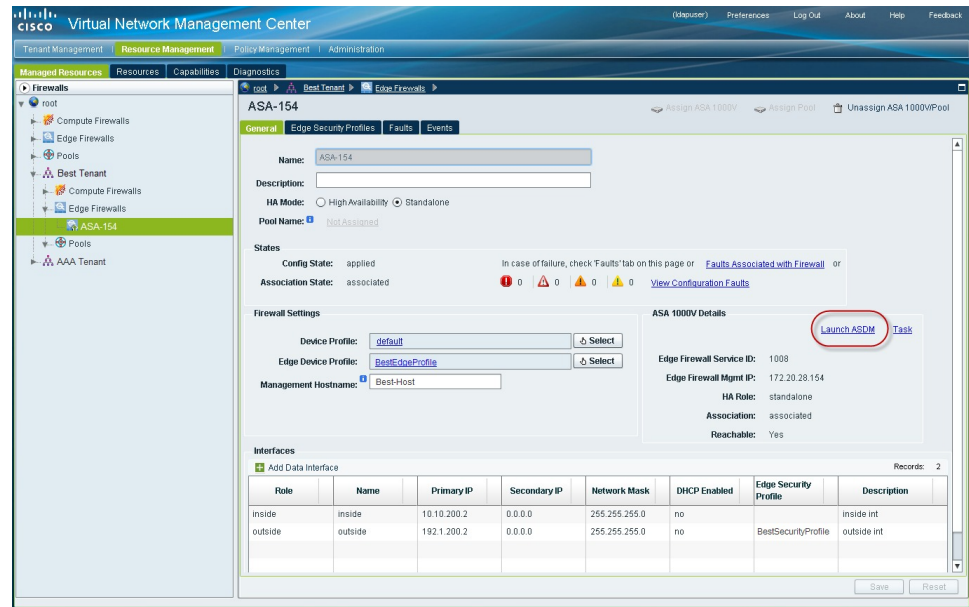 CISCO Virtual Network Management Center
(ldapuser) Preferences Log Out About Help Feedback
Tenant Management | Resource Management | Policy Management | Administration
Managed Resources Resources Capabilities Diagnostics
Firewalls
root
Compute Firewalls
Edge Firewalls
Pools
Best Tenant
Compute Firewalls
Edge Firewalls
ASA-154
Pools
AAA Tenant
root Best Tenant Edge Firewalls
ASA-154
Assign ASA 1000V Assign Pool Unassign ASA 1000V/Pool
General Edge Security Profiles Faults Events
Name: ASA-154
Description:
HA Mode: High Availability Standalone
Pool Name: Not Assigned
States
Config State: applied In case of failure, check 'Faults' tab on this page or Faults Associated with Firewall or
Association State: associated 0 0 0 0 View Configuration Faults
Firewall Settings
Device Profile: default Select
Edge Device Profile: BestEdgeProfile Select
Management Hostname: Best-Host
ASA 1000V Details
Launch ASDM Task
Edge Firewall Service ID: 1008
Edge Firewall Mgmt IP: 172.20.28.154
HA Role: standalone
Association: associated
Reachable: Yes
Interfaces
Add Data Interface Records: 2
Role Name Primary IP Secondary IP Network Mask DHCP Enabled Edge Security Profile Description
inside inside 10.10.200.2 0.0.0.0 255.255.255.0 no inside int
outside outside 192.1.200.2 0.0.0.0 255.255.255.0 no BestSecurityProfile outside int
Save Reset